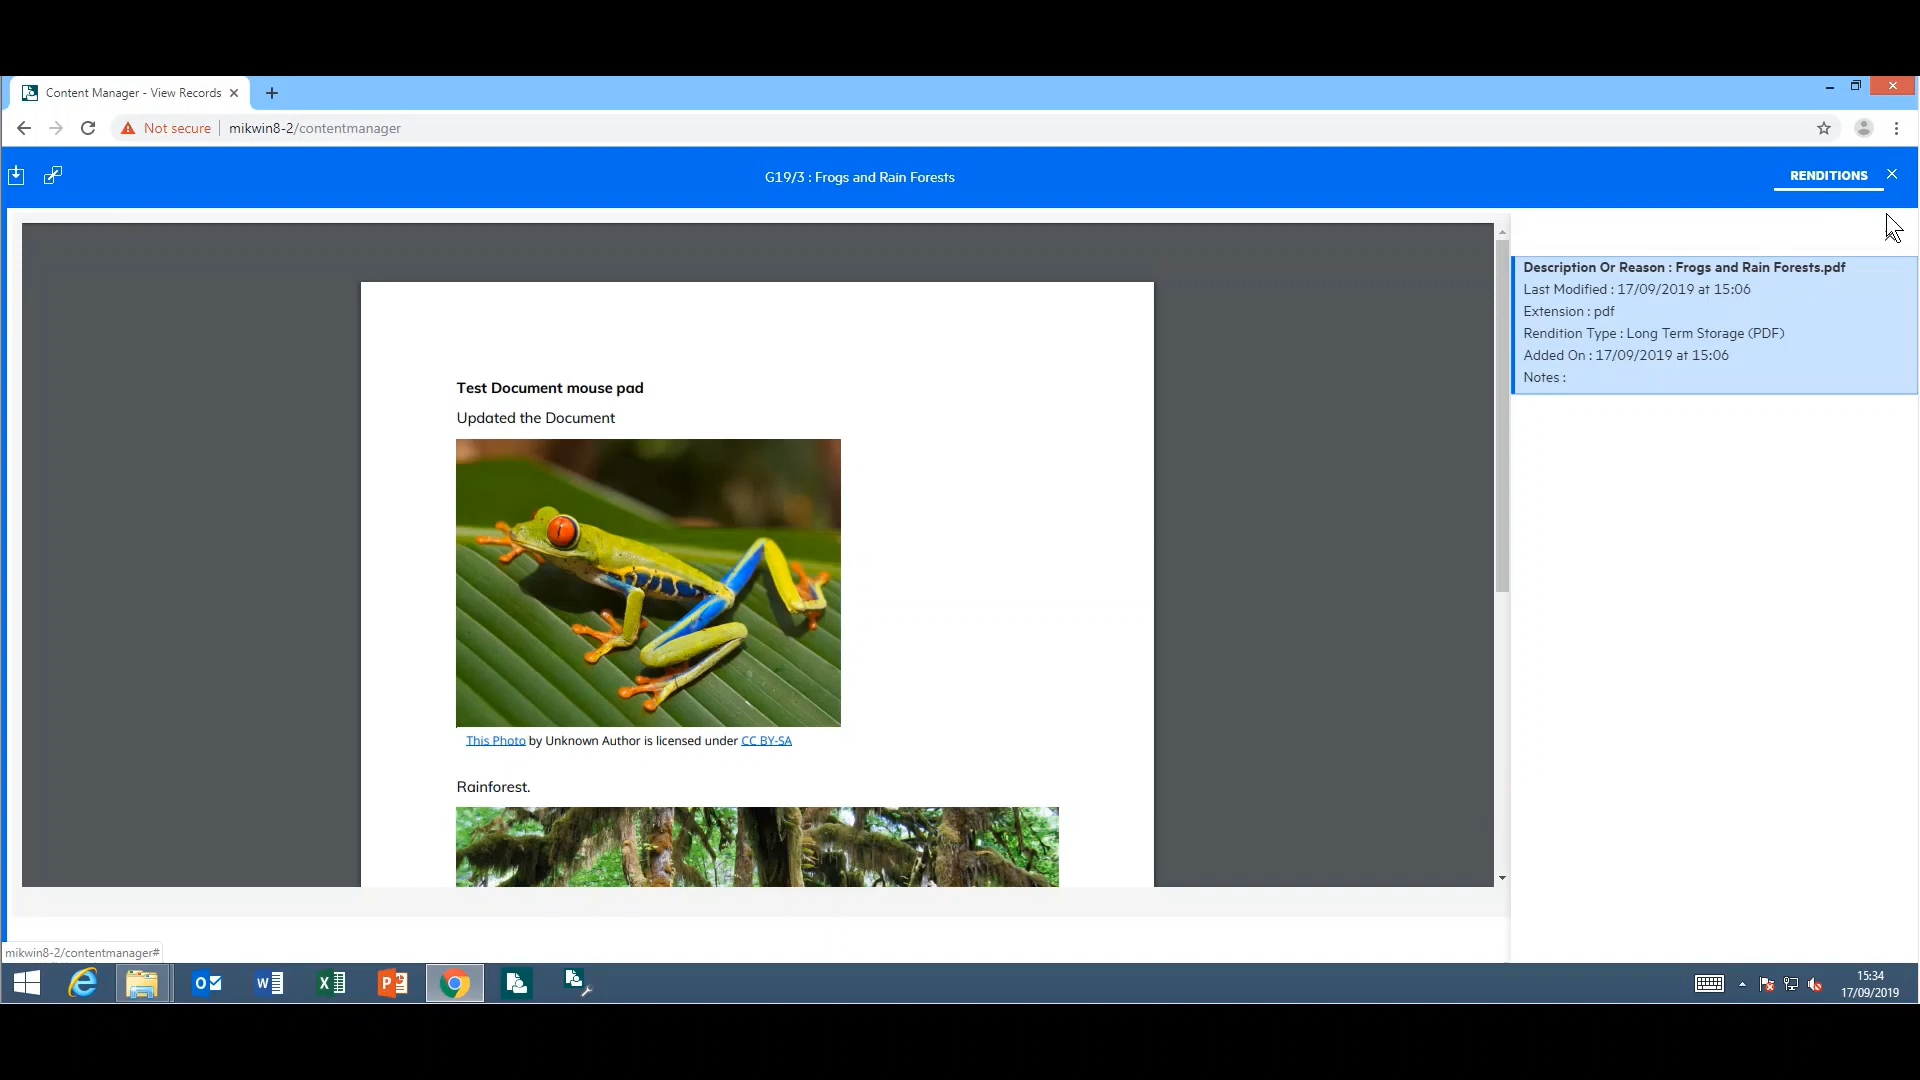 Content Manager - View Records
Not secure
mikwin8-2/contentmanager
G19/3 : Frogs and Rain Forests
RENDITIONS
Test Document mouse pad
Updated the Document
This Photo by Unknown Author is licensed under CC BY-SA
Rainforest.
Description Or Reason : Frogs and Rain Forests.pdf
Last Modified : 17/09/2019 at 15:06
Extension : pdf
Rendition Type : Long Term Storage (PDF)
Added On : 17/09/2019 at 15:06
Notes :
mikwin8-2/contentmanager#
15:34
17/09/2019